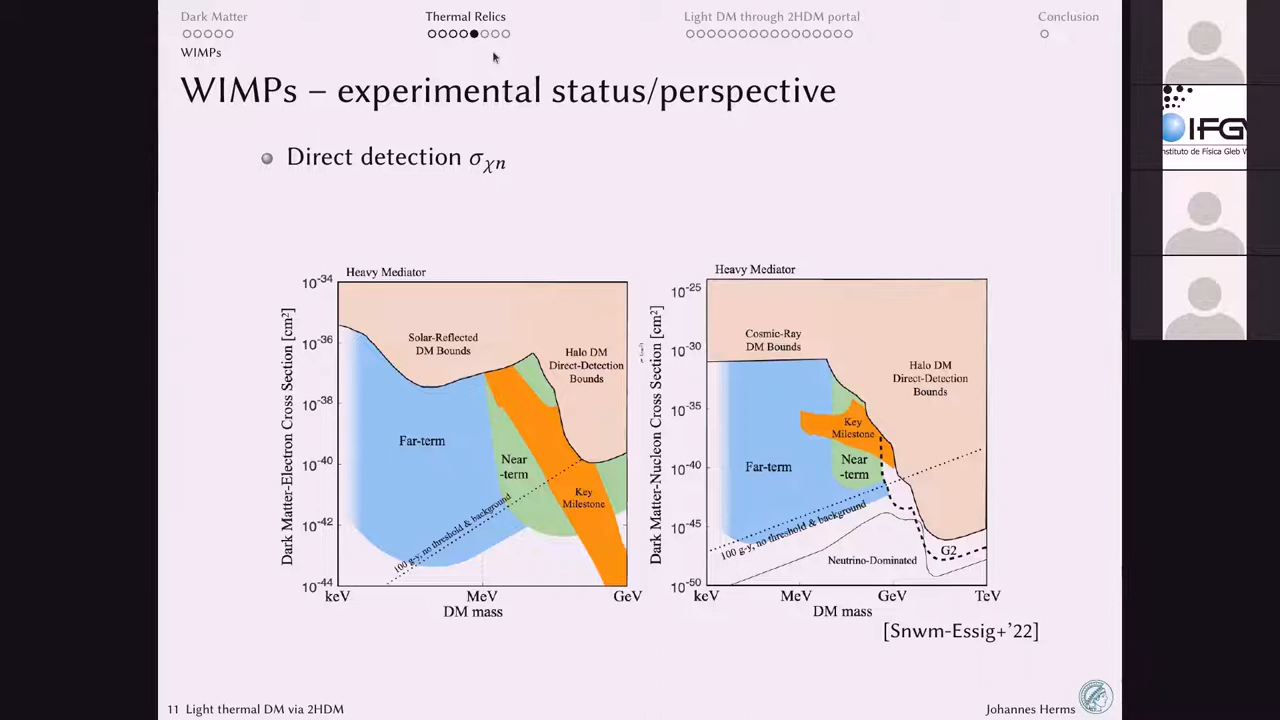 Dark Matter
Thermal Relics
Light DM through 2HDM portal
Conclusion
WIMPs
WIMPs – experimental status/perspective
Direct detection σχn
Heavy Mediator
Dark Matter-Electron Cross Section [cm²]
10⁻³⁴
10⁻³⁶
10⁻³⁸
10⁻⁴⁰
10⁻⁴²
10⁻⁴⁴
Solar-Reflected
DM Bounds
Halo DM
Direct-Detection
Bounds
Far-term
Near
-term
Key
Milestone
100 g-y, no threshold & background
keV
MeV
GeV
DM mass
Heavy Mediator
Dark Matter-Nucleon Cross Section [cm²]
10⁻²⁵
10⁻³⁰
10⁻³⁵
10⁻⁴⁰
10⁻⁴⁵
10⁻⁵⁰
Cosmic-Ray
DM Bounds
Halo DM
Direct-Detection
Bounds
Key
Milestone
Far-term
Near
-term
100 g-y, no threshold & background
Neutrino-Dominated
G2
keV
MeV
GeV
TeV
DM mass
[Snwm-Essig+'22]
11 Light thermal DM via 2HDM
Johannes Herms
IFG
nstituto de Física Gleb W